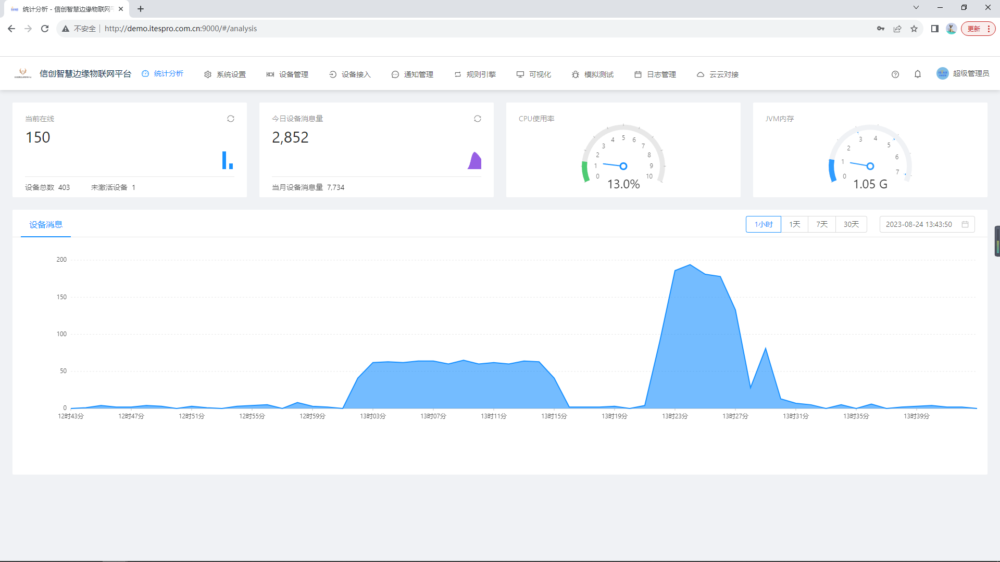 统计分析 - 信创智慧边缘物联网平
不安全 http://demo.itespro.com.cn:9000/#/analysis
更新
信创智慧边缘物联网平台 统计分析 系统设置 设备管理 设备接入 通知管理 规则引擎 可视化 模拟测试 日志管理 云云对接 超级管理员
当前在线
150
设备总数 403 未激活设备 1
今日设备消息量
2,852
当月设备消息量 7,734
CPU使用率
0 1 2 3 4 5 6 7 8 9 10
13.0%
JVM内存
0 1 2 3 4 5 6 7
1.05 G
设备消息
1小时 1天 7天 30天 2023-08-24 13:43:50
200
150
100
50
0
12时43分 12时47分 12时51分 12时55分 12时59分 13时03分 13时07分 13时11分 13时15分 13时19分 13时23分 13时27分 13时31分 13时35分 13时39分